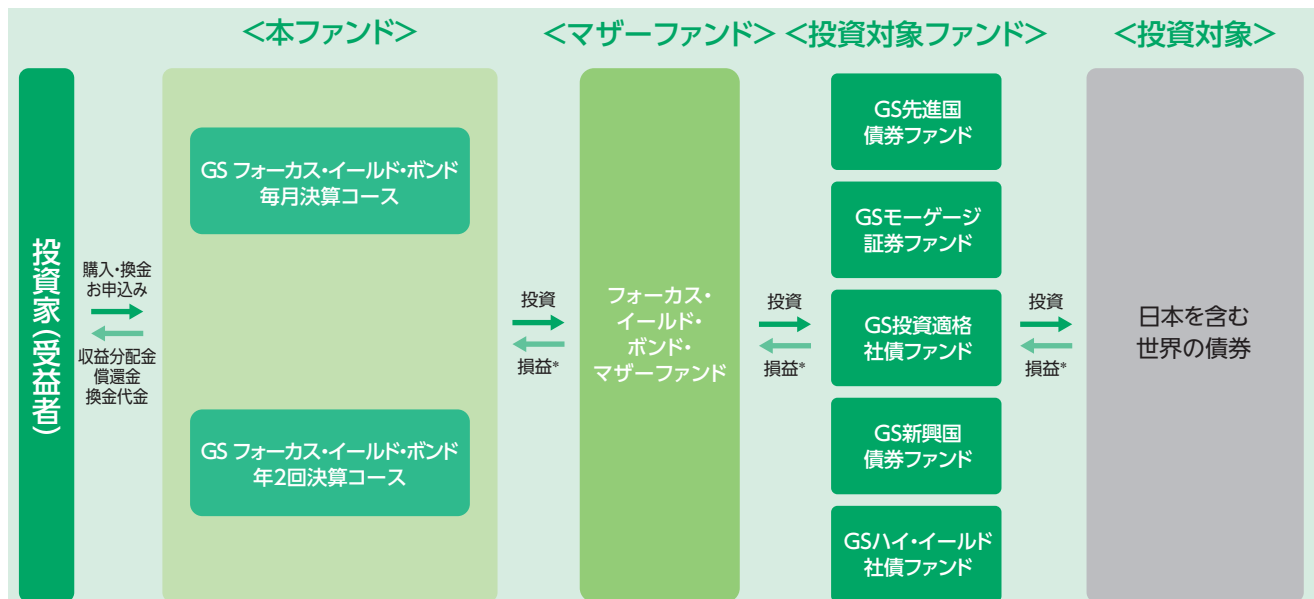 <本ファンド>
<マザーファンド>
<投資対象ファンド>
<投資対象>
投資家(受益者)
購入・換金
お申込み
収益分配金
償還金
換金代金
GS フォーカス・イールド・ボンド
毎月決算コース
GS フォーカス・イールド・ボンド
年2回決算コース
投資
損益*
フォーカス・
イールド・
ボンド・
マザーファンド
投資
損益*
GS先進国
債券ファンド
GSモーゲージ
証券ファンド
GS投資適格
社債ファンド
GS新興国
債券ファンド
GSハイ・イールド
社債ファンド
投資
損益*
日本を含む
世界の債券